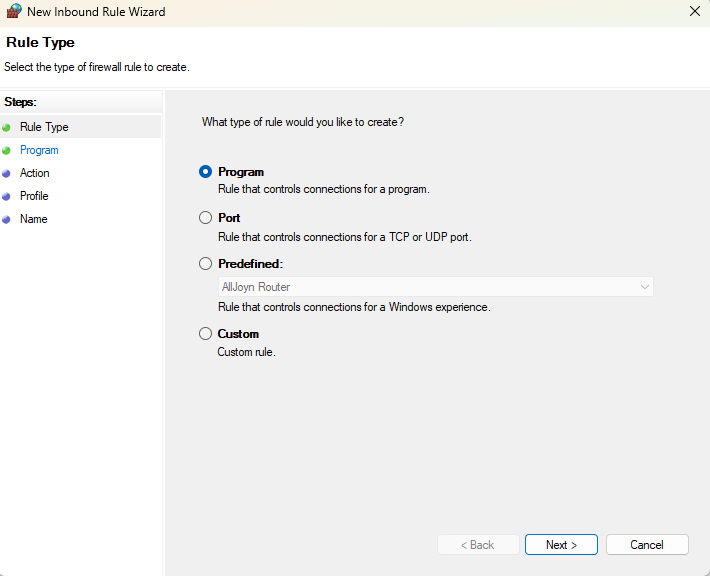 New Inbound Rule Wizard
Rule Type
Select the type of firewall rule to create.
Steps:
Rule Type
Program
Action
Profile
Name
What type of rule would you like to create?
Program
Rule that controls connections for a program.
Port
Rule that controls connections for a TCP or UDP port.
Predefined:
AllJoyn Router
Rule that controls connections for a Windows experience.
Custom
Custom rule.
< Back
Next >
Cancel